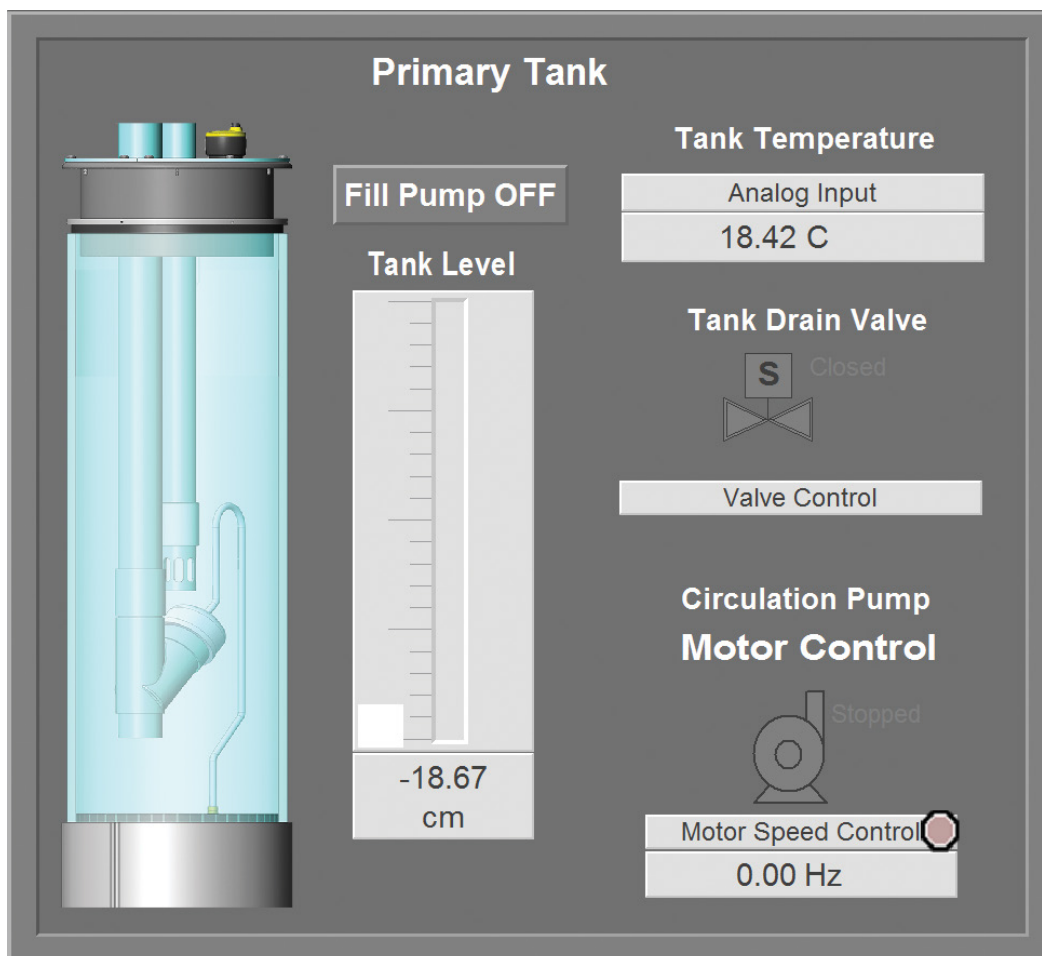 Primary Tank
Fill Pump OFF
Tank Level
-18.67
cm
Tank Temperature
Analog Input
18.42 C
Tank Drain Valve
S
Closed
Valve Control
Circulation Pump
Motor Control
Stopped
Motor Speed Control
0.00 Hz